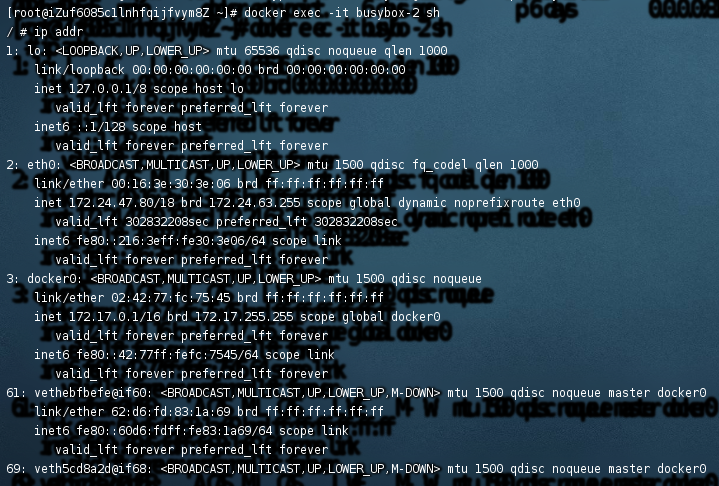 [root@iZuf6085c1lnhfqijfvym8Z ~]# docker exec -it busybox-2 sh
/ # ip addr
1: lo: <LOOPBACK,UP,LOWER_UP> mtu 65536 qdisc noqueue qlen 1000
link/loopback 00:00:00:00:00:00 brd 00:00:00:00:00:00
inet 127.0.0.1/8 scope host lo
valid_lft forever preferred_lft forever
inet6 ::1/128 scope host
valid_lft forever preferred_lft forever
2: eth0: <BROADCAST,MULTICAST,UP,LOWER_UP> mtu 1500 qdisc fq_codel qlen 1000
link/ether 00:16:3e:30:3e:06 brd ff:ff:ff:ff:ff:ff
inet 172.24.47.80/18 brd 172.24.63.255 scope global dynamic noprefixroute eth0
valid_lft 302832208sec preferred_lft 302832208sec
inet6 fe80::216:3eff:fe30:3e06/64 scope link
valid_lft forever preferred_lft forever
3: docker0: <BROADCAST,MULTICAST,UP,LOWER_UP> mtu 1500 qdisc noqueue
link/ether 02:42:77:fc:75:45 brd ff:ff:ff:ff:ff:ff
inet 172.17.0.1/16 brd 172.17.255.255 scope global docker0
valid_lft forever preferred_lft forever
inet6 fe80::42:77ff:fefc:7545/64 scope link
valid_lft forever preferred_lft forever
61: vethebfbefe@if60: <BROADCAST,MULTICAST,UP,LOWER_UP,M-DOWN> mtu 1500 qdisc noqueue master docker0
link/ether 62:d6:fd:83:1a:69 brd ff:ff:ff:ff:ff:ff
inet6 fe80::60d6:fdff:fe83:1a69/64 scope link
valid_lft forever preferred_lft forever
69: veth5cd8a2d@if68: <BROADCAST,MULTICAST,UP,LOWER_UP,M-DOWN> mtu 1500 qdisc noqueue master docker0